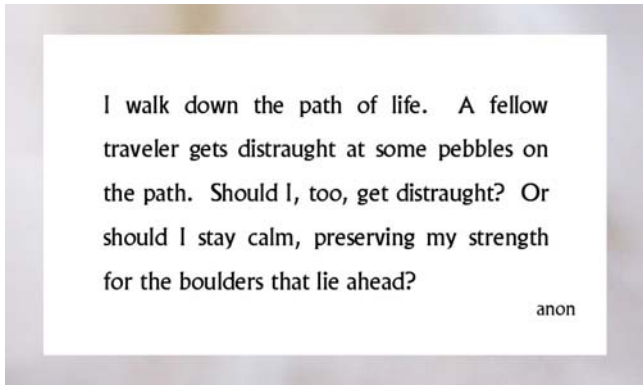 I walk down the path of life. A fellow
traveler gets distraught at some pebbles on
the path. Should I, too, get distraught? Or
should I stay calm, preserving my strength
for the boulders that lie ahead?
anon